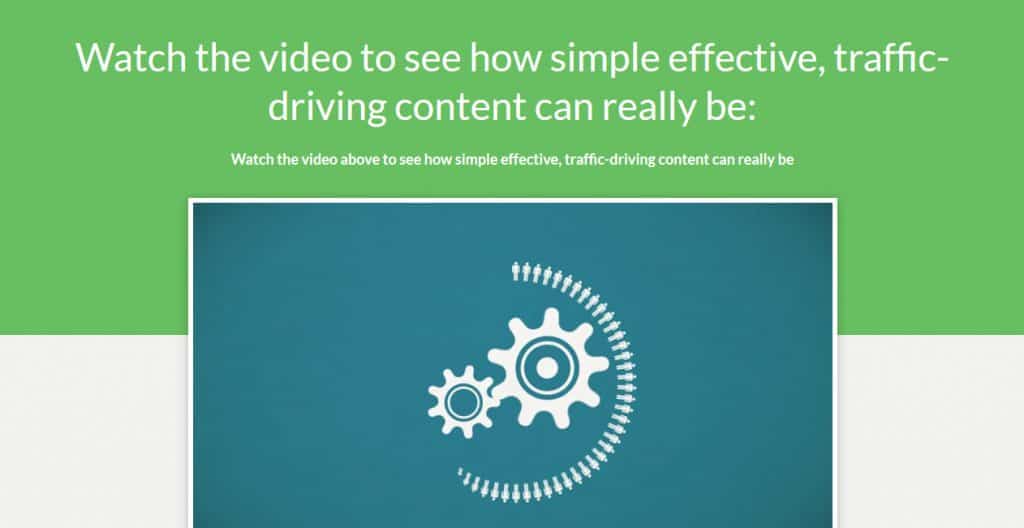 Watch the video to see how simple effective, traffic-
driving content can really be:
Watch the video above to see how simple effective, traffic-driving content can really be